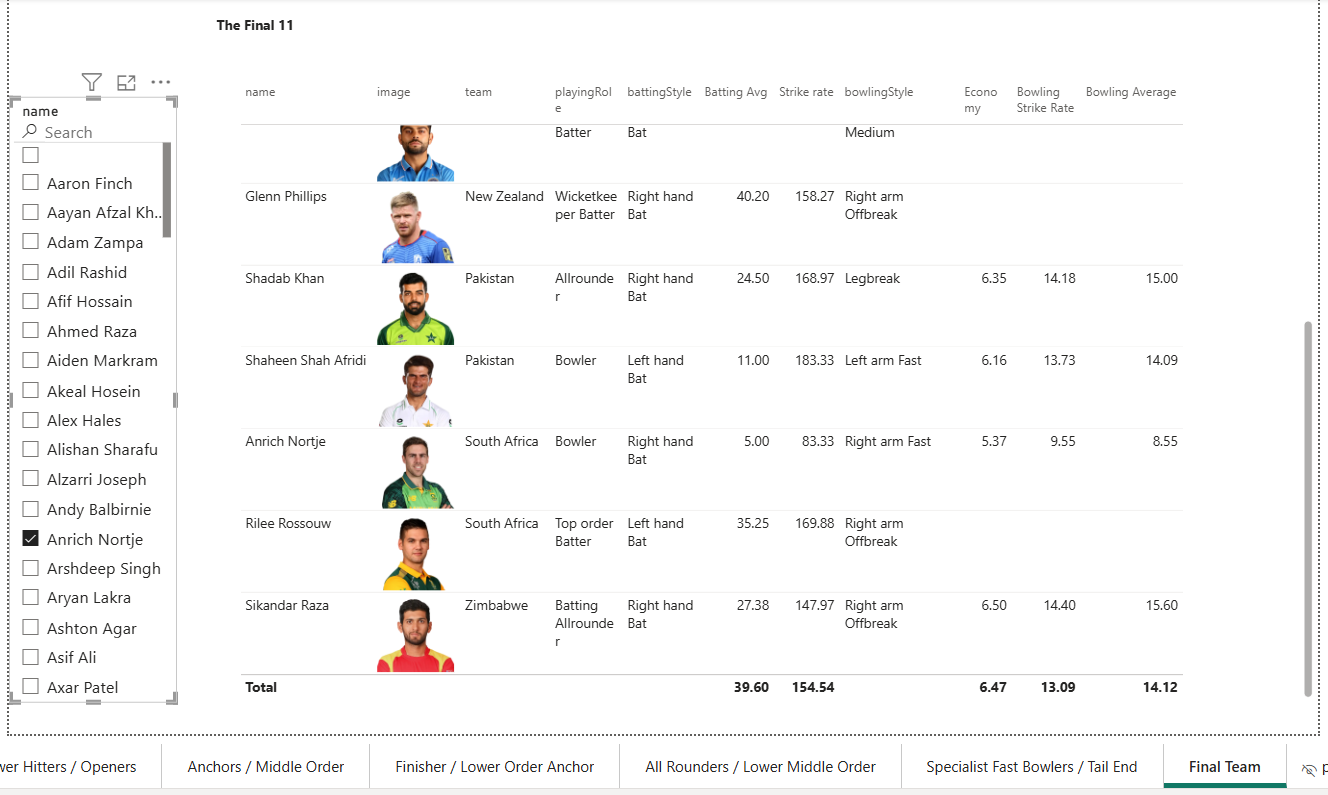 The Final 11
name
Search
Aaron Finch
Aayan Afzal Kh..
Adam Zampa
Adil Rashid
Afif Hossain
Ahmed Raza
Aiden Markram
Akeal Hosein
Alex Hales
Alishan Sharafu
Alzarri Joseph
Andy Balbirnie
Anrich Nortje
Arshdeep Singh
Aryan Lakra
Ashton Agar
Asif Ali
Axar Patel
name image team playingRol battingStyle Batting Avg Strike rate bowlingStyle Econo Bowling Bowling Average
e my Strike Rate
Batter Bat Medium
Glenn Phillips New Zealand Wicketkee Right hand 40.20 158.27 Right arm
per Batter Bat Offbreak
Shadab Khan Pakistan Allrounde Right hand 24.50 168.97 Legbreak 6.35 14.18 15.00
r Bat
Shaheen Shah Afridi Pakistan Bowler Left hand 11.00 183.33 Left arm Fast 6.16 13.73 14.09
Bat
Anrich Nortje South Africa Bowler Right hand 5.00 83.33 Right arm Fast 5.37 9.55 8.55
Bat
Rilee Rossouw South Africa Top order Left hand 35.25 169.88 Right arm
Batter Bat Offbreak
Sikandar Raza Zimbabwe Batting Right hand 27.38 147.97 Right arm 6.50 14.40 15.60
Allrounde Bat Offbreak
r
Total 39.60 154.54 6.47 13.09 14.12
wer Hitters / Openers Anchors / Middle Order Finisher / Lower Order Anchor All Rounders / Lower Middle Order Specialist Fast Bowlers / Tail End Final Team